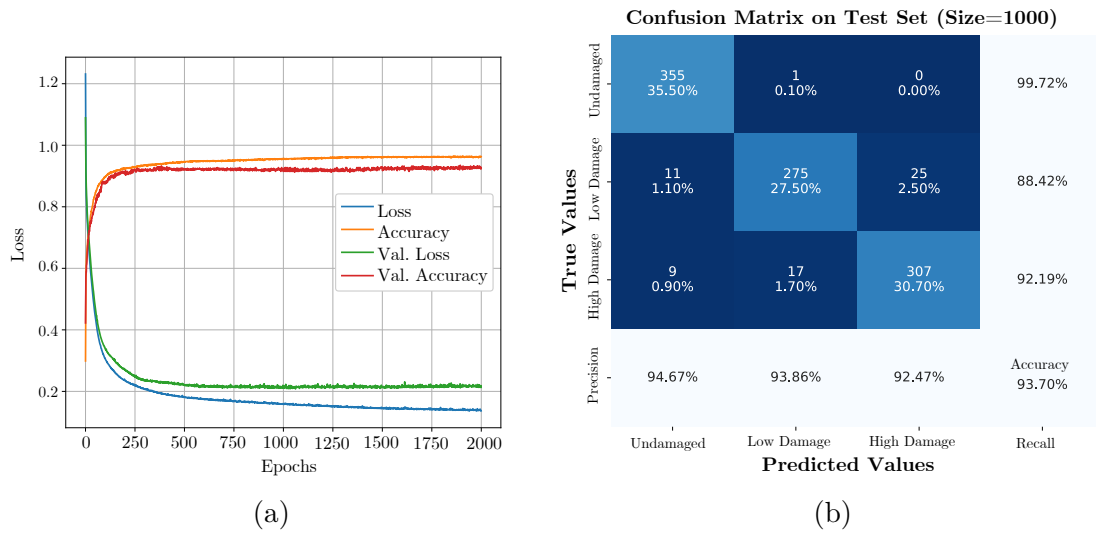 1.2
1.0
0.8
0.6
0.4
0.2
Loss
Loss
Accuracy
Val. Loss
Val. Accuracy
0
250
500
750
1000
1250
1500
1750
2000
Epochs
(a)
Confusion Matrix on Test Set (Size=1000)
True Values
Undamaged
355
35.50%
1
0.10%
0
0.00%
99.72%
Low Damage
11
1.10%
275
27.50%
25
2.50%
88.42%
High Damage
9
0.90%
17
1.70%
307
30.70%
92.19%
Precision
94.67%
93.86%
92.47%
Accuracy
93.70%
Undamaged
Low Damage
High Damage
Recall
Predicted Values
(b)